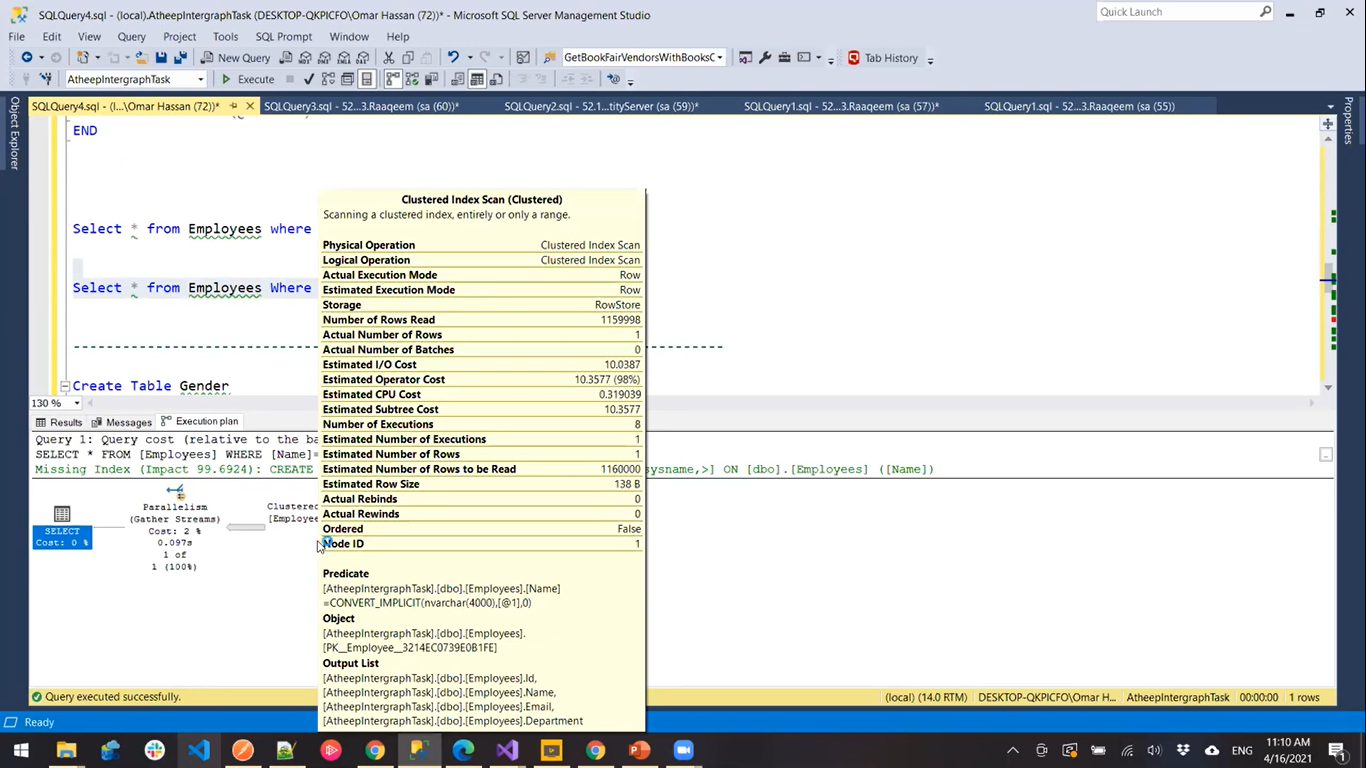 SQLQuery4.sql - (local).AtheepIntergraphTask (DESKTOP-QKPICFO\Omar Hassan (72))* - Microsoft SQL Server Management Studio
Quick Launch
File Edit View Query Project Tools SQL Prompt Window Help
New Query
GetBookFairVendorsWithBooksC
Tab History
AtheepIntergraphTask
Execute
SQLQuery4.sql - (l...\Omar Hassan (72))*
SQLQuery3.sql - 52...3.Raaqeem (sa (60))*
SQLQuery2.sql - 52.1...tityServer (sa (59))*
SQLQuery1.sql - 52...3.Raaqeem (sa (57))*
SQLQuery1.sql - 52...3.Raaqeem (sa (55))
Object Explorer
Properties
END
Select * from Employees where
Select * from Employees Where
Create Table Gender
130 %
Clustered Index Scan (Clustered)
Scanning a clustered index, entirely or only a range.
Physical Operation Clustered Index Scan
Logical Operation Clustered Index Scan
Actual Execution Mode Row
Estimated Execution Mode Row
Storage RowStore
Number of Rows Read 1159998
Actual Number of Rows 1
Actual Number of Batches 0
Estimated I/O Cost 10.0387
Estimated Operator Cost 10.3577 (98%)
Estimated CPU Cost 0.319039
Estimated Subtree Cost 10.3577
Number of Executions 8
Estimated Number of Executions 1
Estimated Number of Rows 1
Estimated Number of Rows to be Read 1160000
Estimated Row Size 138 B
Actual Rebinds 0
Actual Rewinds 0
Ordered False
Node ID 1
Predicate
[AtheepIntergraphTask].[dbo].[Employees].[Name]
=CONVERT_IMPLICIT(nvarchar(4000),[@1],0)
Object
[AtheepIntergraphTask].[dbo].[Employees].
[PK__Employee__3214EC0739E0B1FE]
Output List
[AtheepIntergraphTask].[dbo].[Employees].Id,
[AtheepIntergraphTask].[dbo].[Employees].Name,
[AtheepIntergraphTask].[dbo].[Employees].Email,
[AtheepIntergraphTask].[dbo].[Employees].Department
Results Messages Execution plan
Query 1: Query cost (relative to the ba
SELECT * FROM [Employees] WHERE [Name]=
Missing Index (Impact 99.6924): CREATE sysname,>] ON [dbo].[Employees] ([Name])
SELECT
Cost: 0 %
Parallelism
(Gather Streams)
Cost: 2 %
0.097s
1 of
1 (100%)
Clustered
[Employee
Query executed successfully.
(local) (14.0 RTM) DESKTOP-QKPICFO\Omar H... AtheepIntergraphTask 00:00:00 1 rows
Ready
ENG
11:10 AM
4/16/2021
1